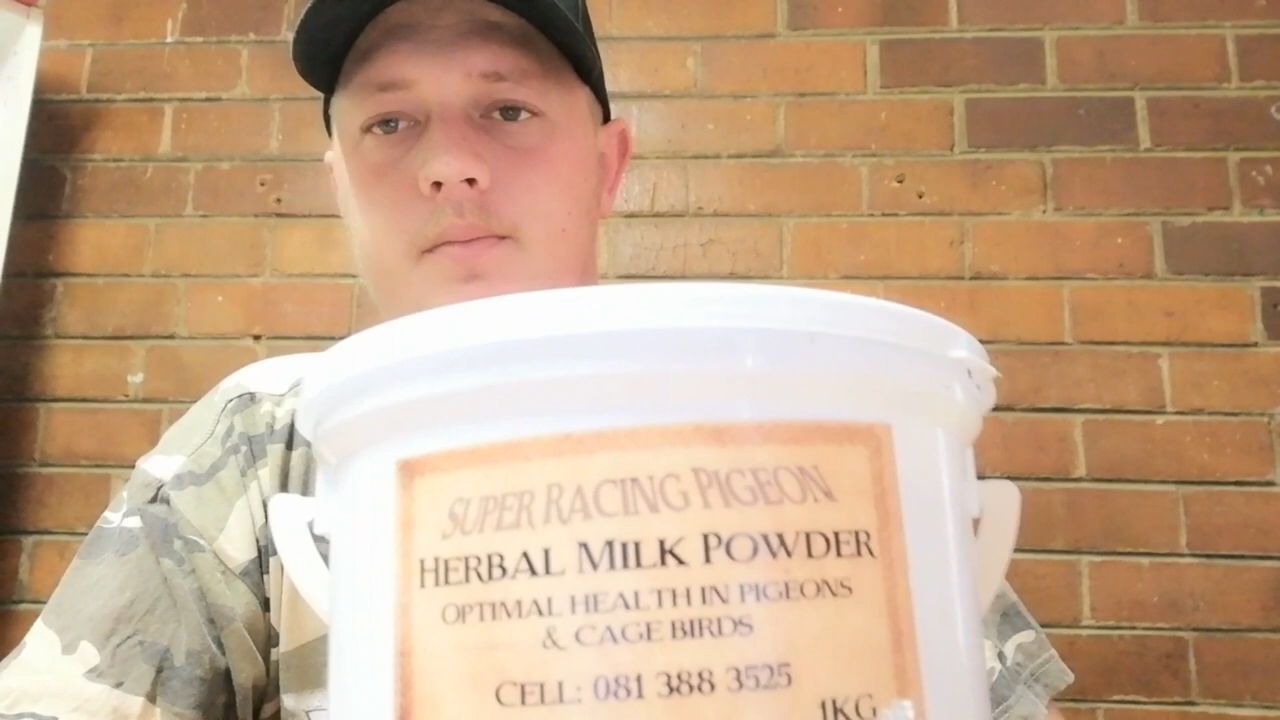 SUPER RACING PIGEON
HERBAL MILK POWDER
OPTIMAL HEALTH IN PIGEONS
& CAGE BIRDS
CELL: 081 388 3525
1KG